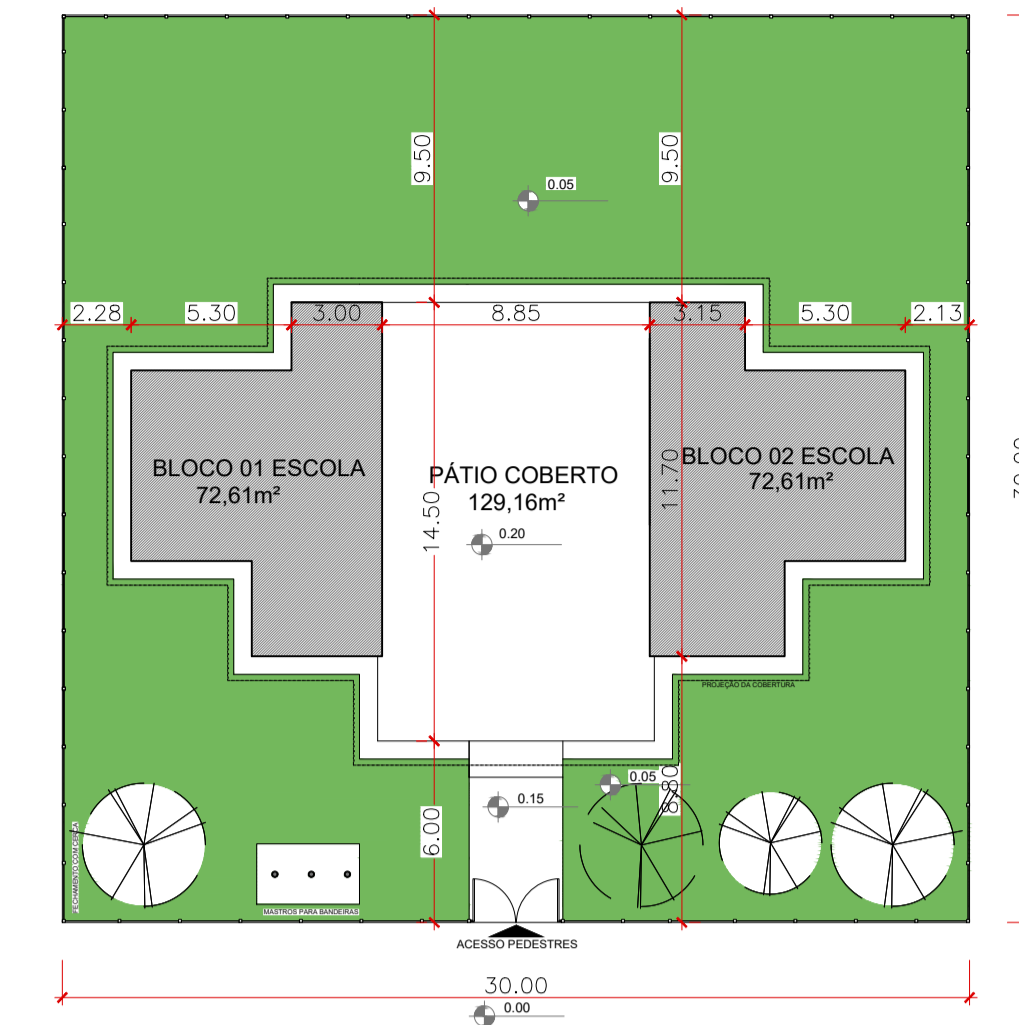 9.50
9.50
0.05
2.28
5.30
3.00
8.85
3.15
5.30
2.13
BLOCO 01 ESCOLA
72,61m²
PÁTIO COBERTO
129,16m²
BLOCO 02 ESCOLA
72,61m²
11.70
14.50
0.20
PROJEÇÃO DA COBERTURA
0.05
8.80
0.15
6.00
FECHAMENTO COM CERCA
MASTROS PARA BANDEIRAS
ACESSO PEDESTRES
30.00
0.00